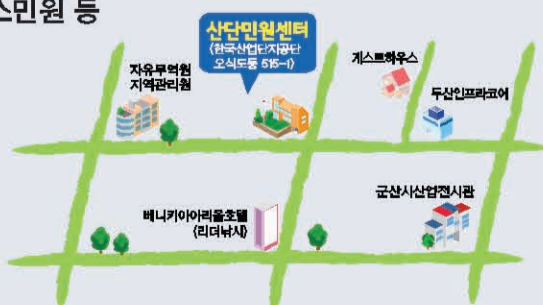 스민원 등
산단민원센터
(한국산업단지공단
오식도동 515-1)
자유무역원
지역관리원
게스트하우스
두산인프라코어
베니키아아리울호텔
(리더낚시)
군산시산업전시관